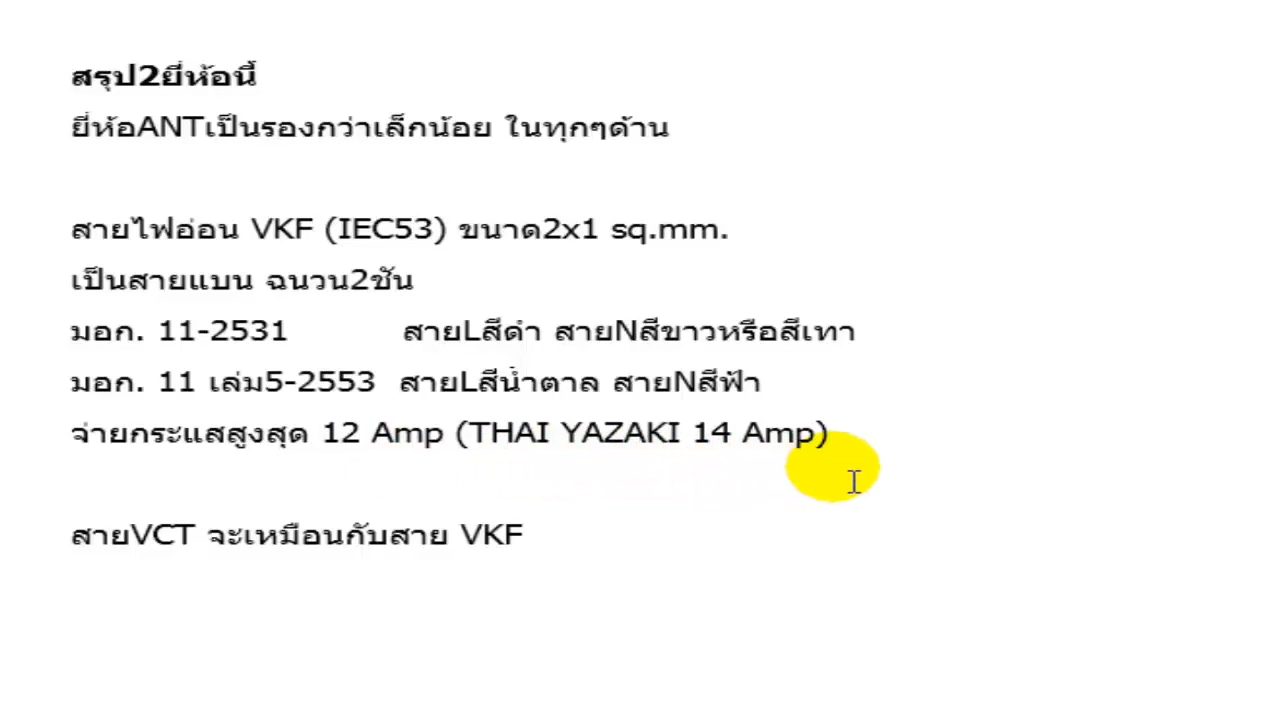 สรุป2ยี่ห้อนี้
ยี่ห้อANTเป็นรองกว่าเล็กน้อย ในทุกๆด้าน
สายไฟอ่อน VKF (IEC53) ขนาด2x1 sq.mm.
เป็นสายแบน ฉนวน2ชั้น
มอก. 11-2531 สายLสีดำ สายNสีขาวหรือสีเทา
มอก. 11 เล่ม5-2553 สายLสีน้ำตาล สายNสีฟ้า
จ่ายกระแสสูงสุด 12 Amp (THAI YAZAKI 14 Amp)
สายVCT จะเหมือนกับสาย VKF